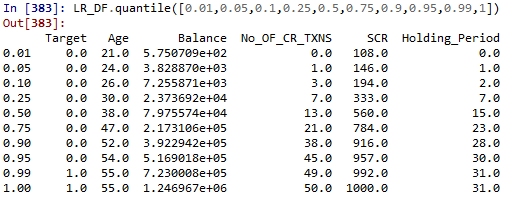 In [383]: LR_DF.quantile([0.01,0.05,0.1,0.25,0.5,0.75,0.9,0.95,0.99,1])
Out[383]:
      Target   Age       Balance  No_OF_CR_TXNS     SCR  Holding_Period
0.01     0.0  21.0  5.750709e+02            0.0   108.0             0.0
0.05     0.0  24.0  3.828870e+03            1.0   146.0             1.0
0.10     0.0  26.0  7.255871e+03            3.0   194.0             2.0
0.25     0.0  30.0  2.373692e+04            7.0   333.0             7.0
0.50     0.0  38.0  7.975574e+04           13.0   560.0            15.0
0.75     0.0  47.0  2.173106e+05           21.0   784.0            23.0
0.90     0.0  52.0  3.922942e+05           38.0   916.0            28.0
0.95     0.0  54.0  5.169018e+05           45.0   957.0            30.0
0.99     1.0  55.0  7.230008e+05           49.0   992.0            31.0
1.00     1.0  55.0  1.246967e+06           50.0  1000.0            31.0